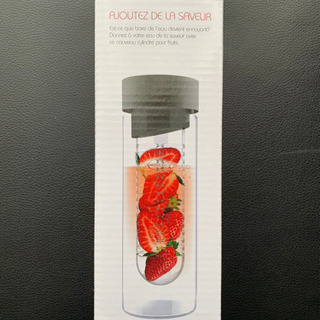 AJOUTEZ DE LA SAVEUR
Est-ce que boire de l'eau devient ennuyant?
Donnez à votre eau de la saveur avec
ce nouveau cylindre pour fruits.